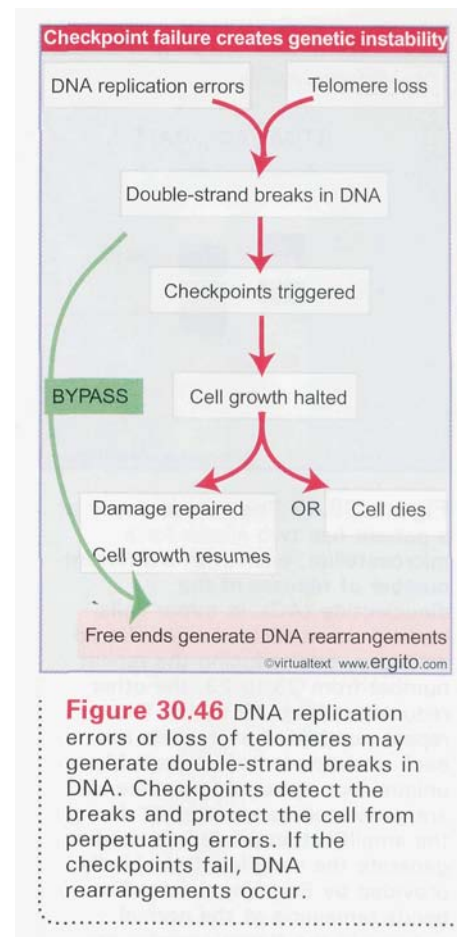 Checkpoint failure creates genetic instability
DNA replication errors
Telomere loss
Double-strand breaks in DNA
Checkpoints triggered
BYPASS
Cell growth halted
Damage repaired OR Cell dies
Cell growth resumes
Free ends generate DNA rearrangements
©virtualtext www.ergito.com
Figure 30.46 DNA replication
errors or loss of telomeres may
generate double-strand breaks in
DNA. Checkpoints detect the
breaks and protect the cell from
perpetuating errors. If the
checkpoint fail, DNA
rearrangements occur.